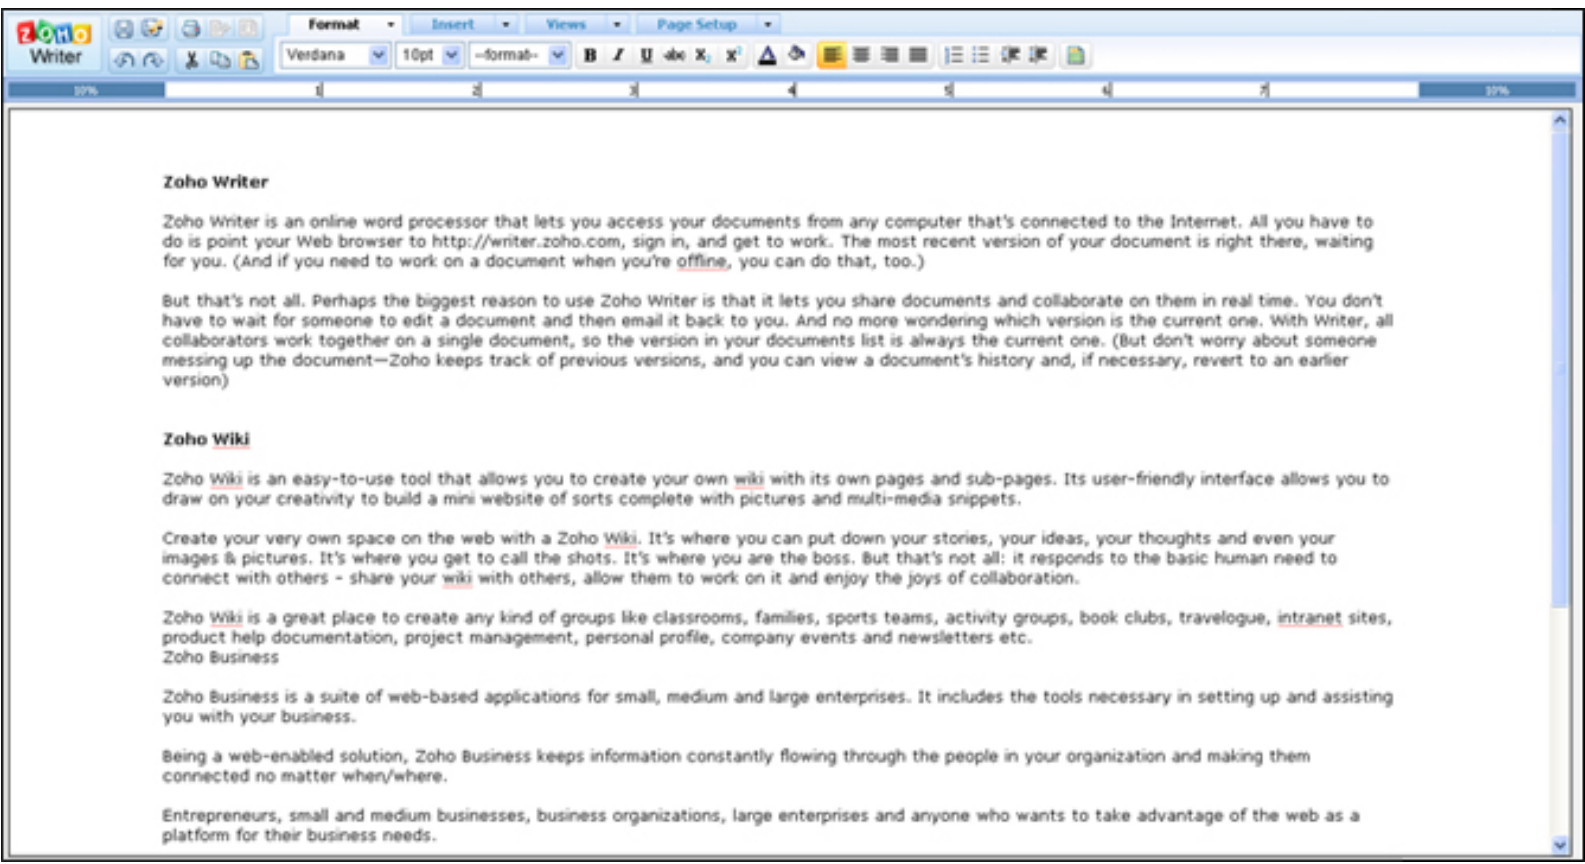 ZOHO
Writer
Format Insert Views Page Setup
Verdana 10pt --format-- B I U abc X₂ X² A
10% 1 2 3 4 5 6 7 10%
Zoho Writer
Zoho Writer is an online word processor that lets you access your documents from any computer that's connected to the Internet. All you have to
do is point your Web browser to http://writer.zoho.com, sign in, and get to work. The most recent version of your document is right there, waiting
for you. (And if you need to work on a document when you're offline, you can do that, too.)
But that's not all. Perhaps the biggest reason to use Zoho Writer is that it lets you share documents and collaborate on them in real time. You don't
have to wait for someone to edit a document and then email it back to you. And no more wondering which version is the current one. With Writer, all
collaborators work together on a single document, so the version in your documents list is always the current one. (But don't worry about someone
messing up the document—Zoho keeps track of previous versions, and you can view a document's history and, if necessary, revert to an earlier
version)
Zoho Wiki
Zoho Wiki is an easy-to-use tool that allows you to create your own wiki with its own pages and sub-pages. Its user-friendly interface allows you to
draw on your creativity to build a mini website of sorts complete with pictures and multi-media snippets.
Create your very own space on the web with a Zoho Wiki. It's where you can put down your stories, your ideas, your thoughts and even your
images & pictures. It's where you get to call the shots. It's where you are the boss. But that's not all: it responds to the basic human need to
connect with others - share your wiki with others, allow them to work on it and enjoy the joys of collaboration.
Zoho Wiki is a great place to create any kind of groups like classrooms, families, sports teams, activity groups, book clubs, travelogue, intranet sites,
product help documentation, project management, personal profile, company events and newsletters etc.
Zoho Business
Zoho Business is a suite of web-based applications for small, medium and large enterprises. It includes the tools necessary in setting up and assisting
you with your business.
Being a web-enabled solution, Zoho Business keeps information constantly flowing through the people in your organization and making them
connected no matter when/where.
Entrepreneurs, small and medium businesses, business organizations, large enterprises and anyone who wants to take advantage of the web as a
platform for their business needs.